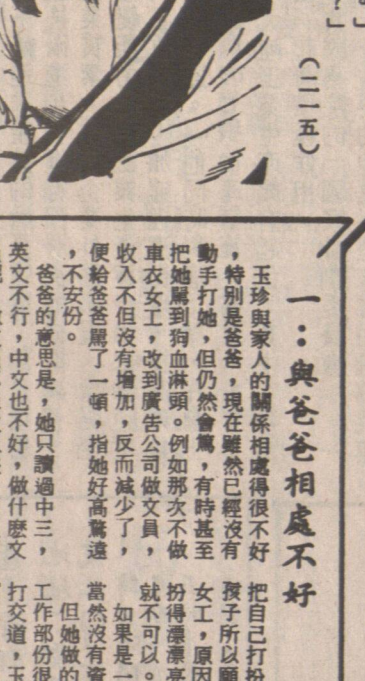 ？」
（二一五）
一：與爸爸相處不好
玉珍與家人的關係相處得很不好
，特別是爸爸，現在雖然已經沒有
動手打她，但仍然會罵，有時甚至
把她罵到狗血淋頭。例如那次不做
車衣女工，改到廣告公司做文員，
收入不但沒有增加，反而減少了，
便給爸爸罵了一頓，指她好高騖遠
，不安份。
爸爸的意思是，她只讀過中三，
英文不行，中文也不好，做什麽文
把自己打扮
孩子所以願
女工，原因
扮得漂漂亮
就不可以。
如果是一
當然沒有資
但她做的
工作部份很
打交道，玉